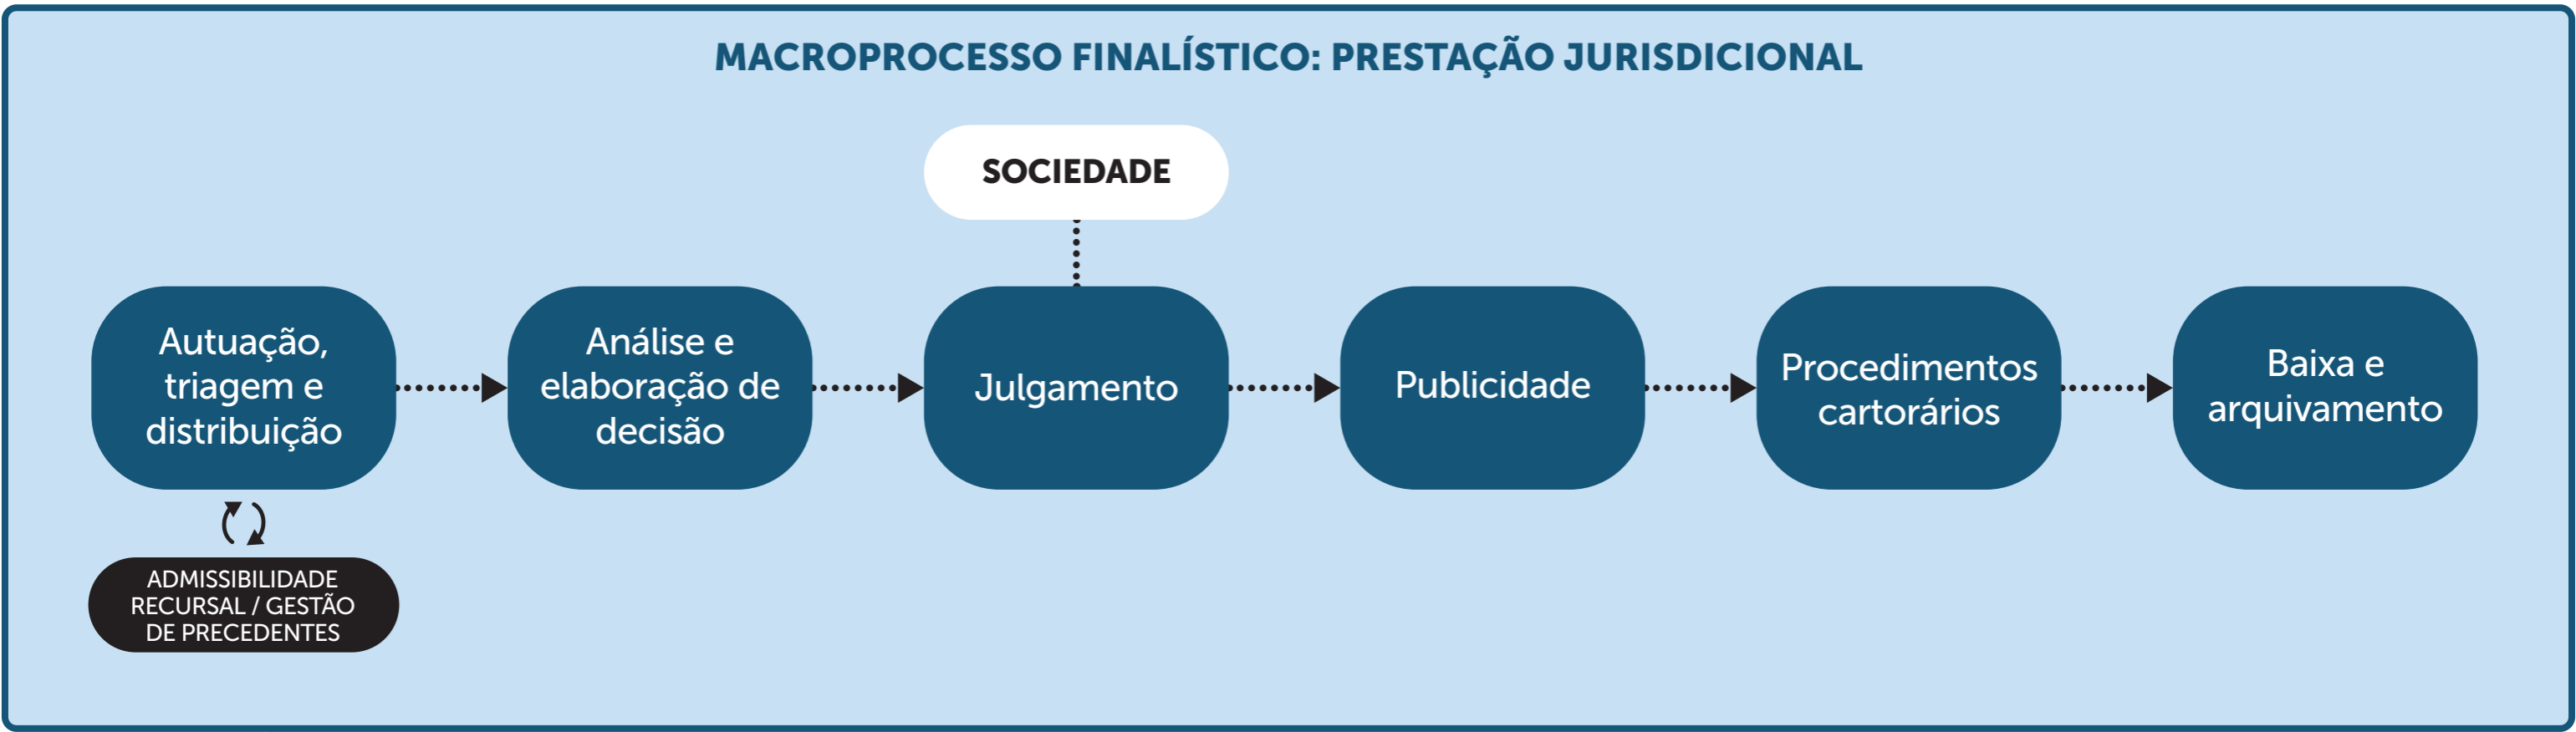 MACROPROCESSO FINALÍSTICO: PRESTAÇÃO JURISDICIONAL
SOCIEDADE
Autuação,
triagem e
distribuição
Análise e
elaboração de
decisão
Julgamento
Publicidade
Procedimentos
cartorários
Baixa e
arquivamento
ADMISSIBILIDADE
RECURSAL / GESTÃO
DE PRECEDENTES